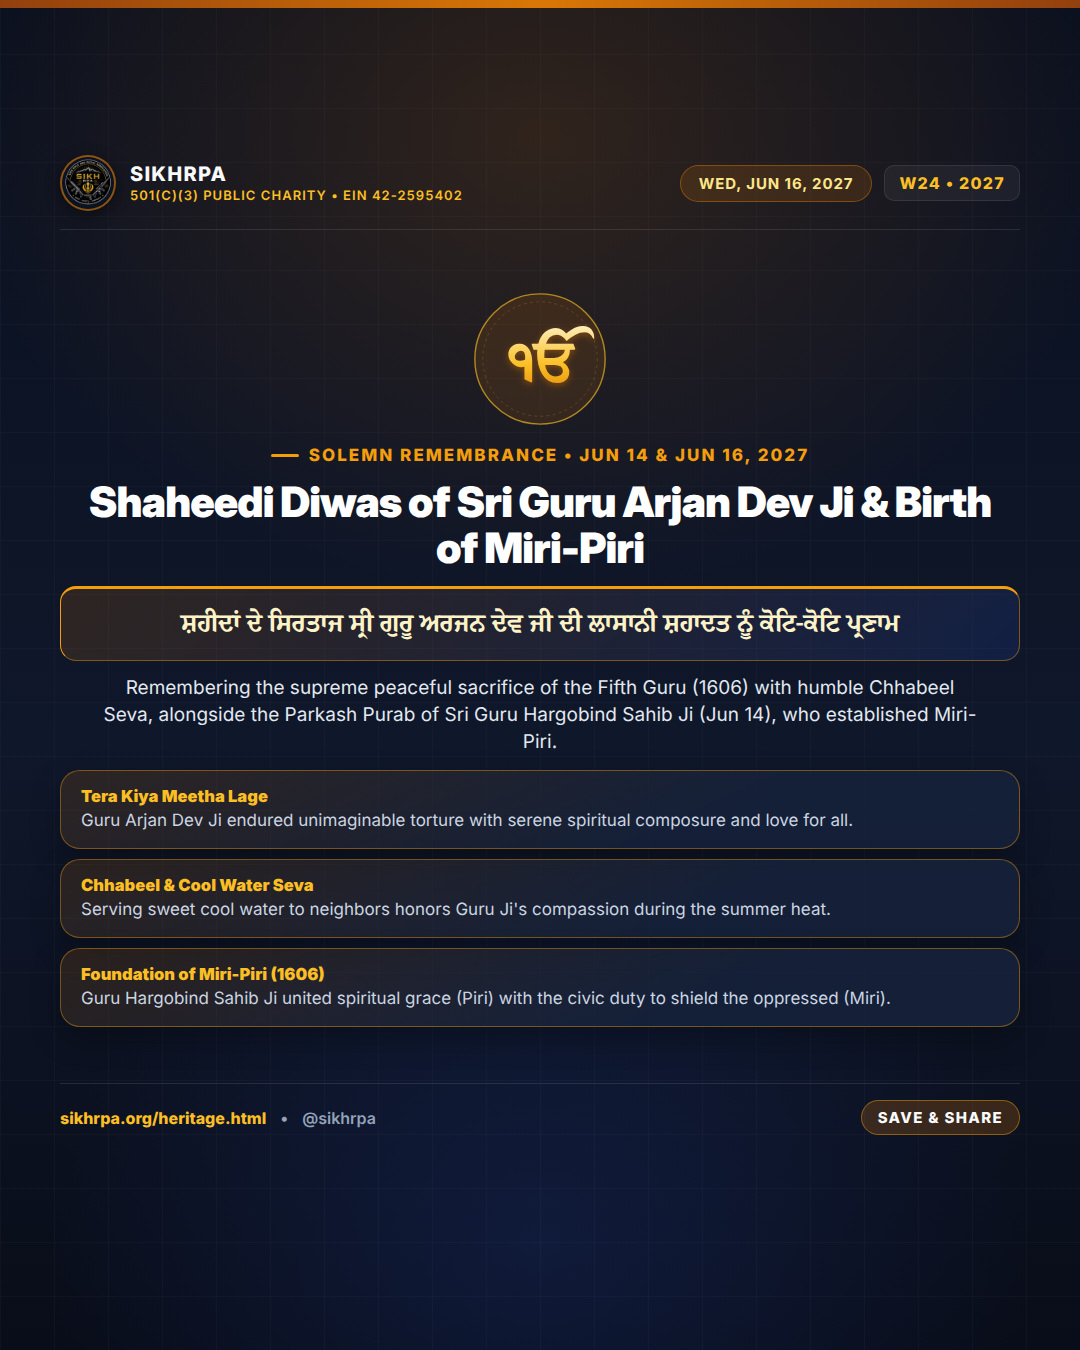 SIKH
SIKHRPA
501(C)(3) PUBLIC CHARITY • EIN 42-2595402
WED, JUN 16, 2027
W24 • 2027
ੴ
SOLEMN REMEMBRANCE • JUN 14 & JUN 16, 2027
Shaheedi Diwas of Sri Guru Arjan Dev Ji & Birth
of Miri-Piri
ਸ਼ਹੀਦਾਂ ਦੇ ਸਿਰਤਾਜ ਸ੍ਰੀ ਗੁਰੂ ਅਰਜਨ ਦੇਵ ਜੀ ਦੀ ਲਾਸਾਨੀ ਸ਼ਹਾਦਤ ਨੂੰ ਕੋਟਿ-ਕੋਟਿ ਪ੍ਰਣਾਮ
Remembering the supreme peaceful sacrifice of the Fifth Guru (1606) with humble Chhabeel
Seva, alongside the Parkash Purab of Sri Guru Hargobind Sahib Ji (Jun 14), who established Miri-
Piri.
Tera Kiya Meetha Lage
Guru Arjan Dev Ji endured unimaginable torture with serene spiritual composure and love for all.
Chhabeel & Cool Water Seva
Serving sweet cool water to neighbors honors Guru Ji's compassion during the summer heat.
Foundation of Miri-Piri (1606)
Guru Hargobind Sahib Ji united spiritual grace (Piri) with the civic duty to shield the oppressed (Miri).
sikhrpa.org/heritage.html • @sikhrpa
SAVE & SHARE